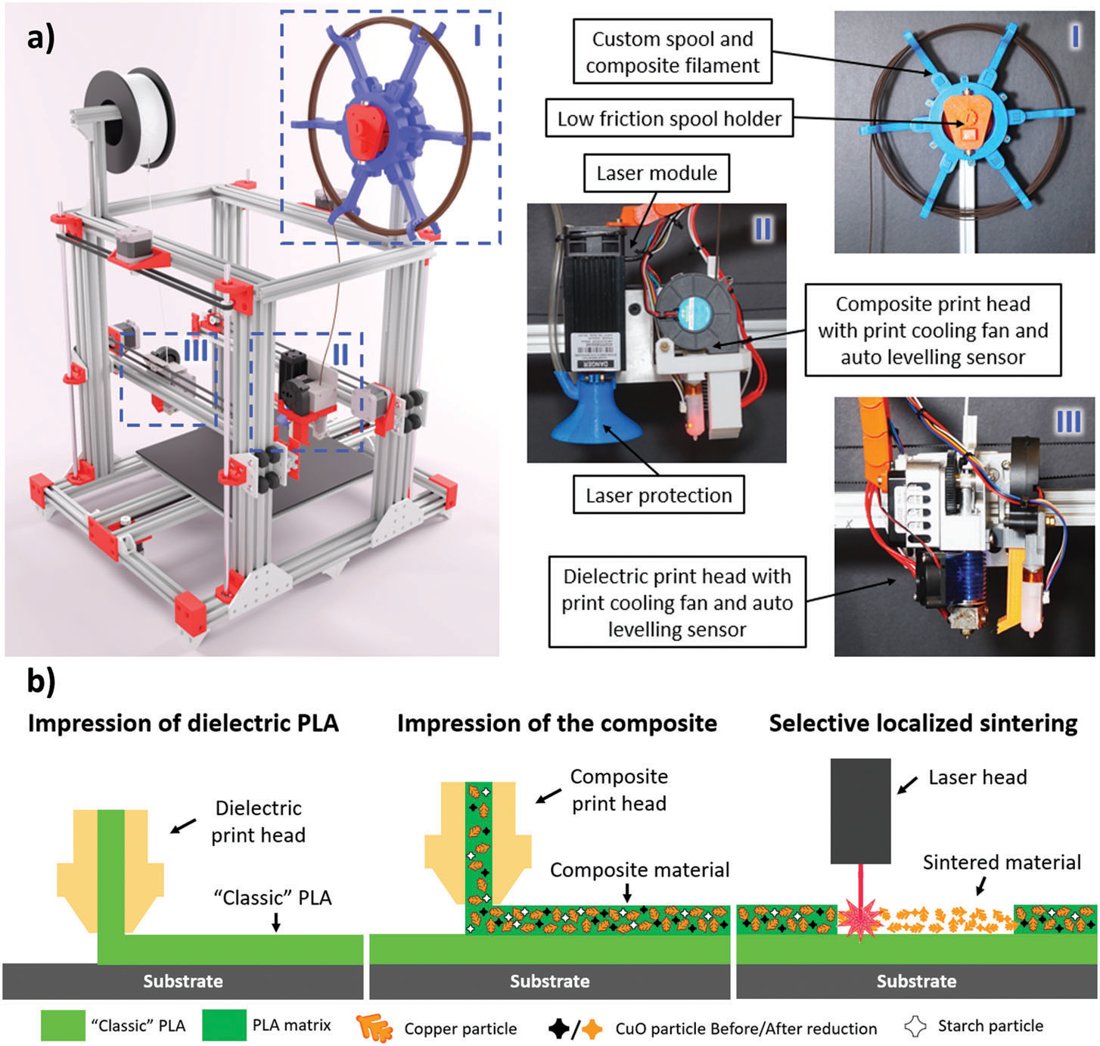 a)
I
III
II
Custom spool and
composite filament
Low friction spool holder
Laser module
I
II
Composite print head
with print cooling fan and
auto levelling sensor
DANGER
Laser protection
III
Dielectric print head with
print cooling fan and auto
levelling sensor
b)
Impression of dielectric PLA
Impression of the composite
Selective localized sintering
Dielectric
print head
“Classic” PLA
Substrate
Composite
print head
Composite material
Substrate
Laser head
Sintered material
Substrate
“Classic” PLA
PLA matrix
Copper particle
/
CuO particle Before/After reduction
Starch particle